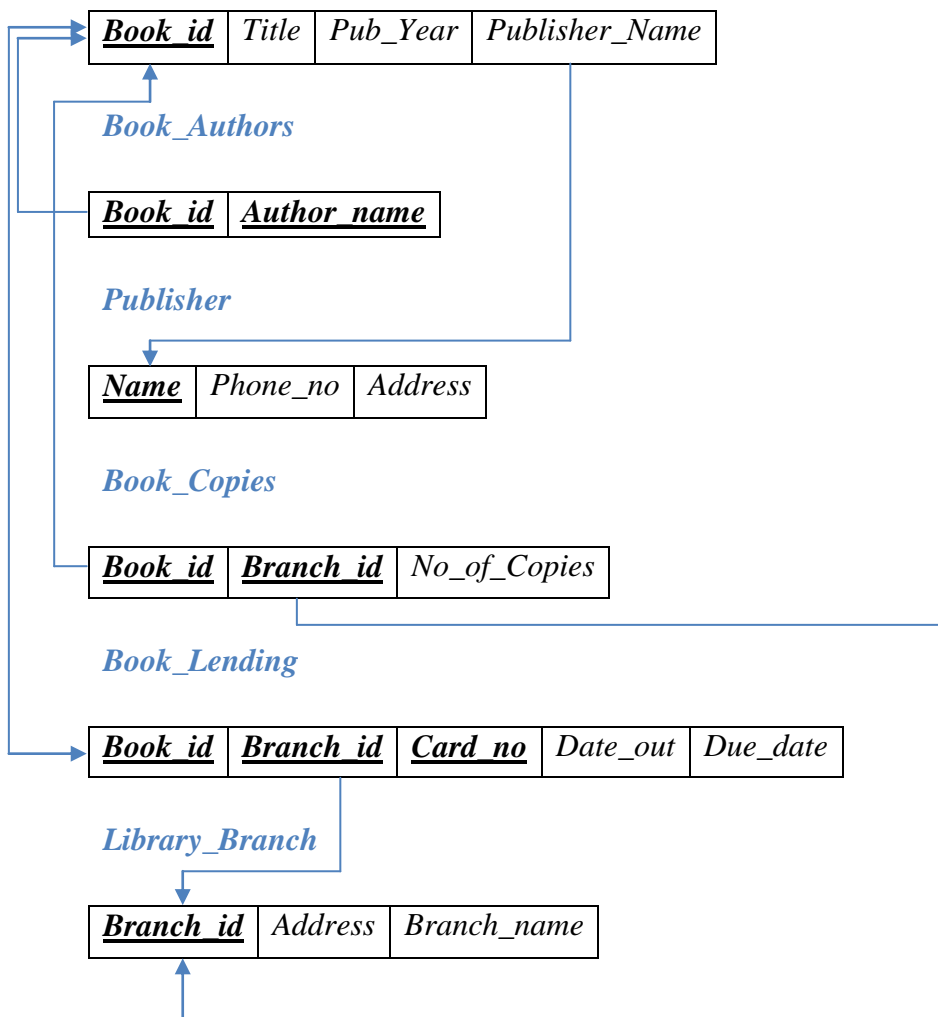 Book_id Title Pub_Year Publisher_Name
Book_Authors
Book_id Author_name
Publisher
Name Phone_no Address
Book_Copies
Book_id Branch_id No_of_Copies
Book_Lending
Book_id Branch_id Card_no Date_out Due_date
Library_Branch
Branch_id Address Branch_name